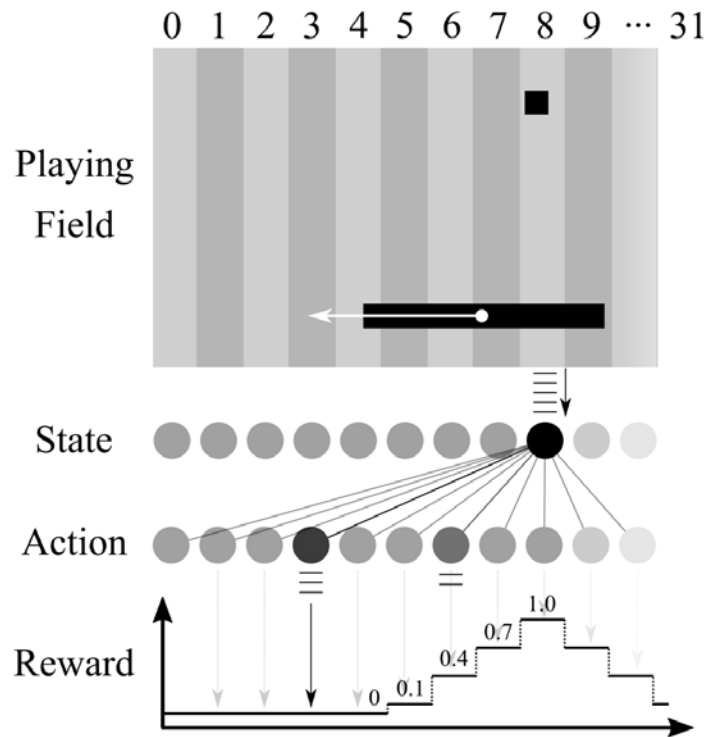 0 1 2 3 4 5 6 7 8 9 ··· 31
Playing
Field
State
Action
Reward
0
0.1
0.4
0.7
1.0